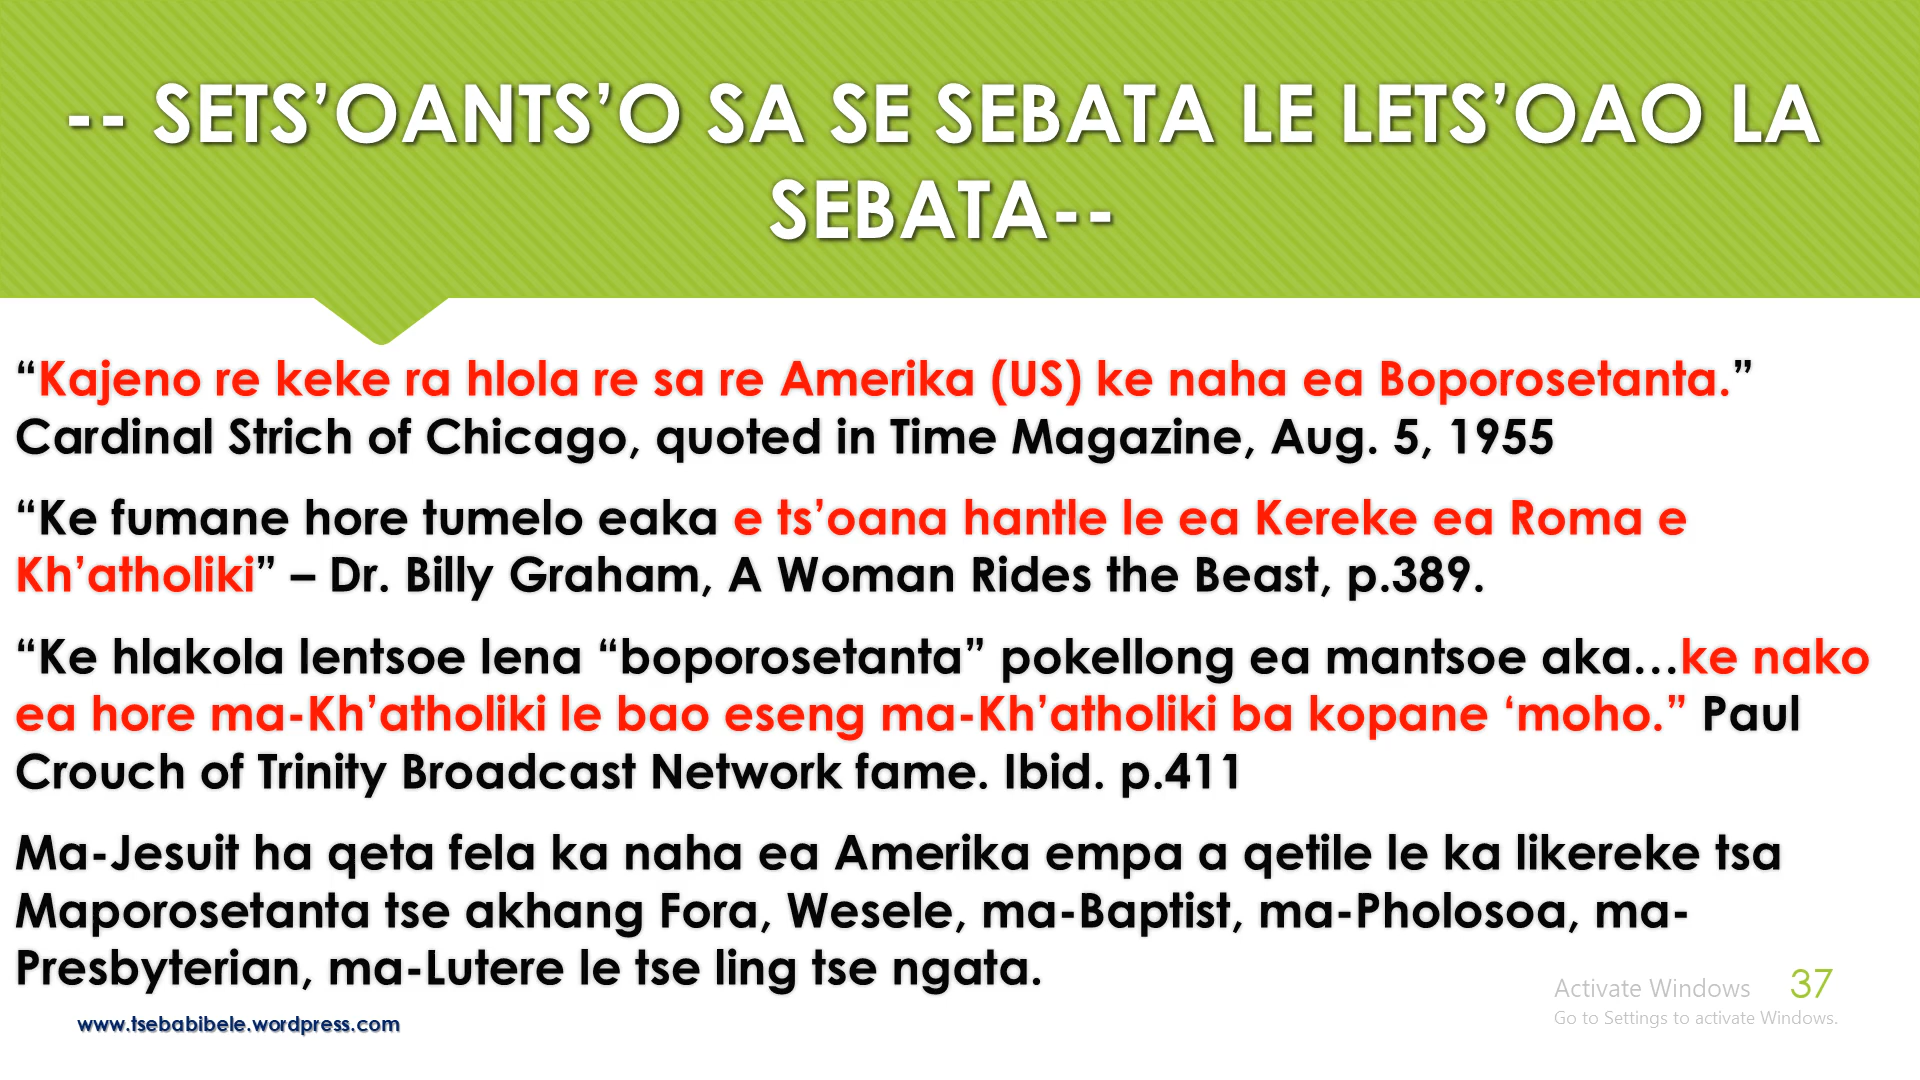 -- SETS’OANTS’O SA SE SEBATA LE LETS’OAO LA
SEBATA--
“Kajeno re keke ra hlola re sa re Amerika (US) ke naha ea Boporosetanta.”
Cardinal Strich of Chicago, quoted in Time Magazine, Aug. 5, 1955
“Ke fumane hore tumelo eaka e ts’oana hantle le ea Kereke ea Roma e
Kh’atholiki” – Dr. Billy Graham, A Woman Rides the Beast, p.389.
“Ke hlakola lentsoe lena “boporosetanta” pokellong ea mantsoe aka…ke nako
ea hore ma-Kh’atholiki le bao eseng ma-Kh’atholiki ba kopane ‘moho.” Paul
Crouch of Trinity Broadcast Network fame. Ibid. p.411
Ma-Jesuit ha qeta fela ka naha ea Amerika empa a qetile le ka likereke tsa
Maporosetanta tse akhang Fora, Wesele, ma-Baptist, ma-Pholosoa, ma-
Presbyterian, ma-Lutere le tse ling tse ngata.
www.tsebabibele.wordpress.com
Activate Windows
37
Go to Settings to activate Windows.